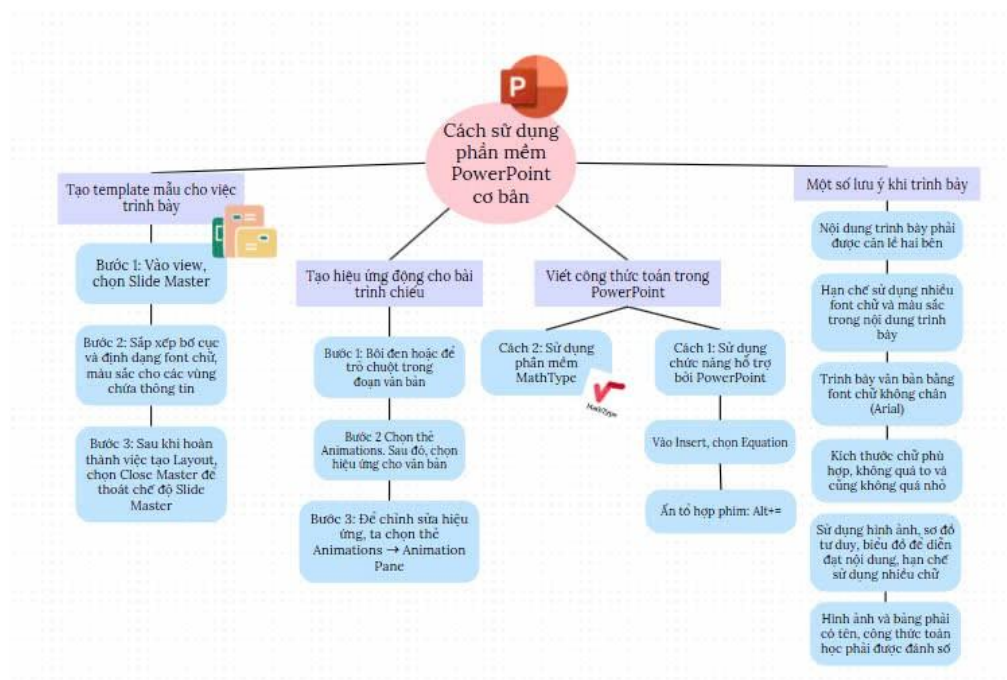 P
Cách sử dụng
phần mềm
PowerPoint
cơ bản
Tạo template mẫu cho việc
trình bày
Bước 1: Vào view,
chọn Slide Master
Bước 2: Sắp xếp bố cục
và định dạng font chữ,
màu sắc cho các vùng
chứa thông tin
Bước 3: Sau khi hoàn
thành việc tạo Layout,
chọn Close Master để
thoát chế độ Slide
Master
Tạo hiệu ứng động cho bài
trình chiếu
Bước 1: Bôi đen hoặc để
trỏ chuột trong
đoạn văn bản
Bước 2 Chọn thẻ
Animations. Sau đó, chọn
hiệu ứng cho văn bản
Bước 3: Để chỉnh sửa hiệu
ứng, ta chọn thẻ
Animations → Animation
Pane
Viết công thức toán trong
PowerPoint
Cách 2: Sử dụng
phần mềm
MathType
MathType
Cách 1: Sử dụng
chức năng hỗ trợ
bởi PowerPoint
Vào Insert, chọn Equation
Ấn tổ hợp phím: Alt+=
Một số lưu ý khi trình bày
Nội dung trình bày phải
được căn lề hai bên
Hạn chế sử dụng nhiều
font chữ và màu sắc
trong nội dung trình
bày
Trình bày văn bản bằng
font chữ không chân
(Arial)
Kích thước chữ phù
hợp, không quá to và
cũng không quá nhỏ
Sử dụng hình ảnh, sơ đồ
tư duy, biểu đồ để diễn
đạt nội dung, hạn chế
sử dụng nhiều chữ
Hình ảnh và bảng phải
có tên, công thức toán
học phải được đánh số